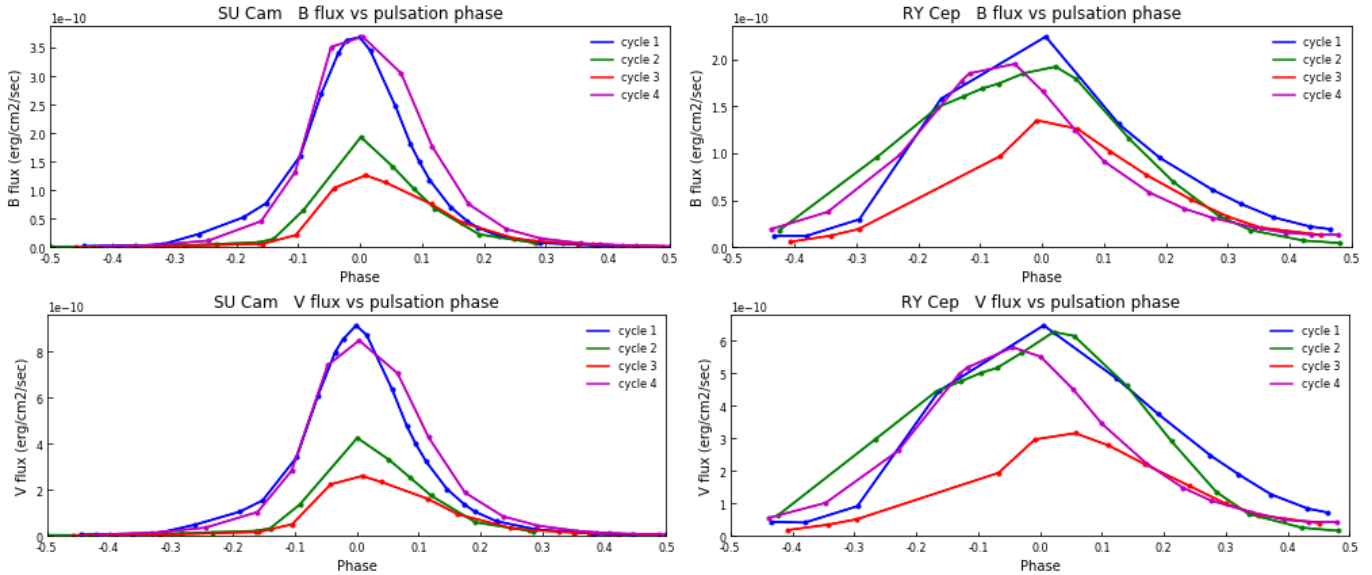 SU Cam B flux vs pulsation phase
1e−10
B flux (erg/cm2/sec)
3.5
3.0
2.5
2.0
1.5
1.0
0.5
0.0
cycle 1
cycle 2
cycle 3
cycle 4
-0.5 -0.4 -0.3 -0.2 -0.1 0.0 0.1 0.2 0.3 0.4 0.5
Phase
RY Cep B flux vs pulsation phase
1e−10
B flux (erg/cm2/sec)
2.0
1.5
1.0
0.5
0.0
cycle 1
cycle 2
cycle 3
cycle 4
-0.5 -0.4 -0.3 -0.2 -0.1 0.0 0.1 0.2 0.3 0.4 0.5
Phase
SU Cam V flux vs pulsation phase
1e−10
V flux (erg/cm2/sec)
8
6
4
2
0
cycle 1
cycle 2
cycle 3
cycle 4
-0.5 -0.4 -0.3 -0.2 -0.1 0.0 0.1 0.2 0.3 0.4 0.5
Phase
RY Cep V flux vs pulsation phase
1e−10
V flux (erg/cm2/sec)
6
5
4
3
2
1
0
cycle 1
cycle 2
cycle 3
cycle 4
-0.5 -0.4 -0.3 -0.2 -0.1 0.0 0.1 0.2 0.3 0.4 0.5
Phase